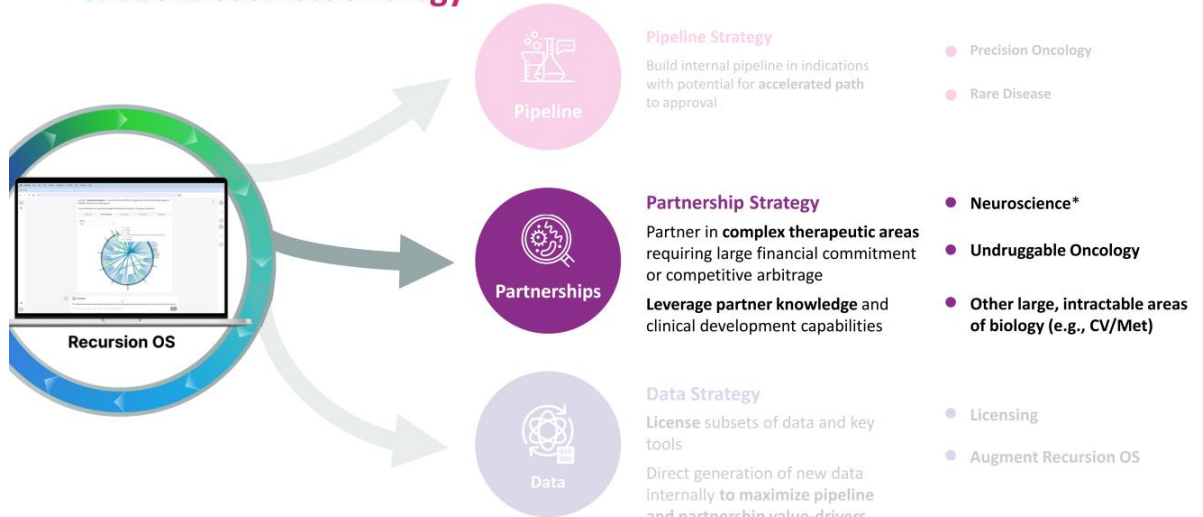 Pipeline
Pipeline Strategy
Build internal pipeline in indications
with potential for accelerated path
to approval
Precision Oncology
Rare Disease
Recursion OS
Partnerships
Partnership Strategy
Partner in complex therapeutic areas
requiring large financial commitment
or competitive arbitrage
Leverage partner knowledge and
clinical development capabilities
Neuroscience*
Undruggable Oncology
Other large, intractable areas
of biology (e.g., CV/Met)
Data
Data Strategy
License subsets of data and key
tools
Direct generation of new data
internally to maximize pipeline
and partnership value-drivers
Licensing
Augment Recursion OS